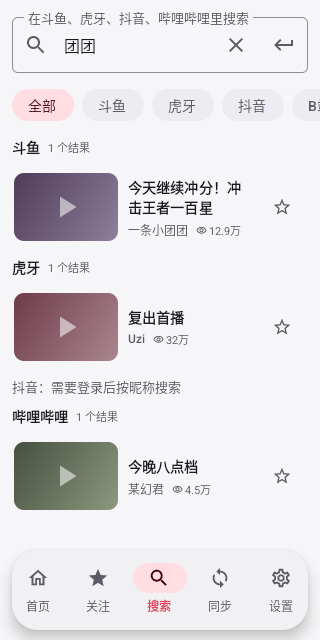 在斗鱼、虎牙、抖音、哔哩哔哩里搜索
团团
全部 斗鱼 虎牙 抖音
斗鱼 1 个结果
今天继续冲分！冲
击王者一百星
一条小团团 12.9万
虎牙 1 个结果
复出首播
Uzi 32万
抖音：需要登录后按昵称搜索
哔哩哔哩 1 个结果
今晚八点档
某幻君 4.5万
首页 关注 搜索 同步 设置